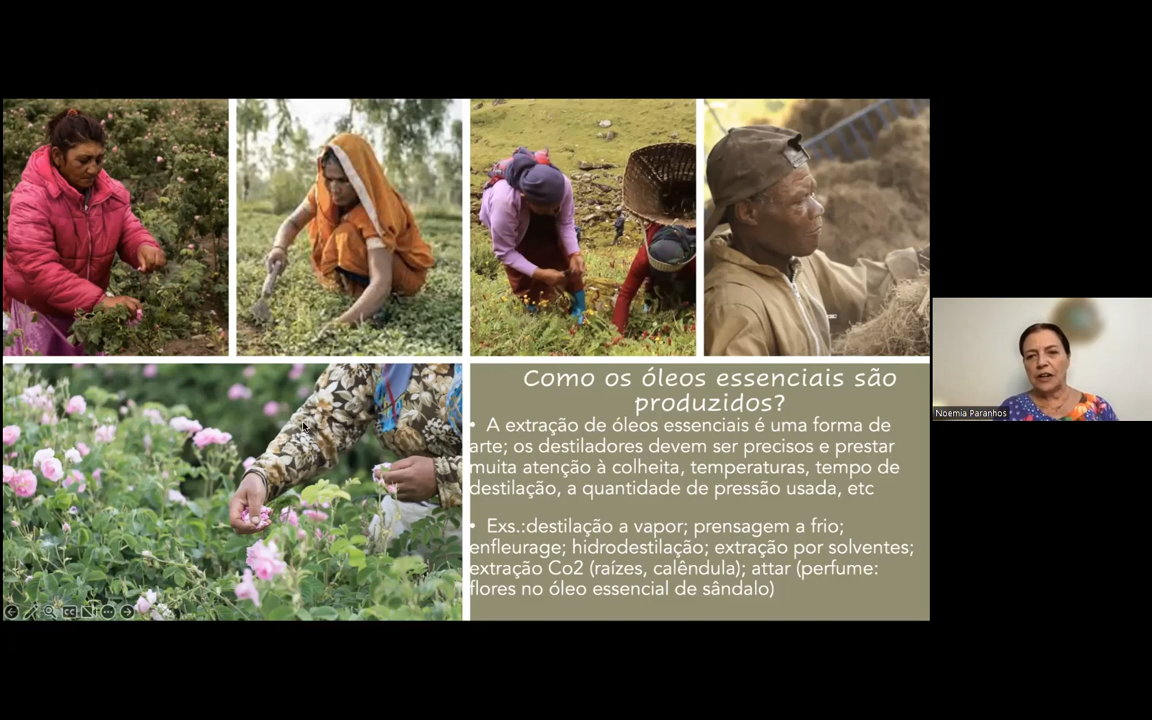 Como os óleos essenciais são
produzidos?
• A extração de óleos essenciais é uma forma de
arte; os destiladores devem ser precisos e prestar
muita atenção à colheita, temperaturas, tempo de
destilação, a quantidade de pressão usada, etc
• Exs.:destilação a vapor; prensagem a frio;
enfleurage; hidrodestilação; extração por solventes;
extração Co2 (raízes, calêndula); attar (perfume:
flores no óleo essencial de sândalo)
Noemia Paranhos